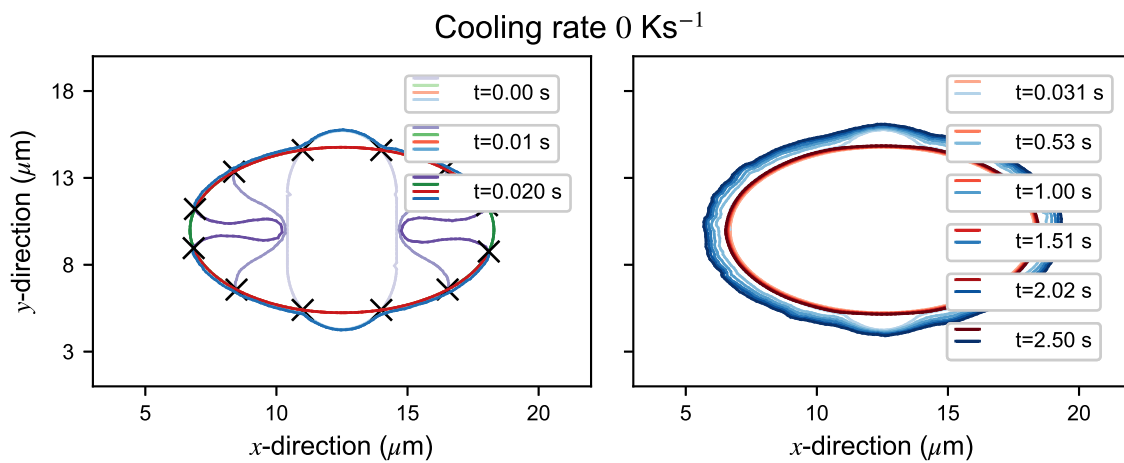 Cooling rate 0 Ks⁻¹
y-direction (μm)
18
13
8
3
5
10
15
20
x-direction (μm)
t=0.00 s
t=0.01 s
t=0.020 s
5
10
15
20
x-direction (μm)
t=0.031 s
t=0.53 s
t=1.00 s
t=1.51 s
t=2.02 s
t=2.50 s